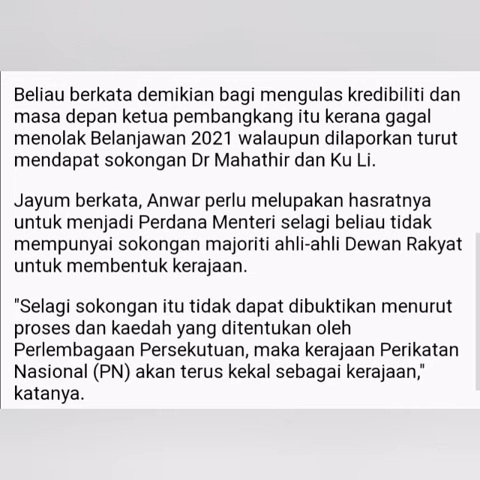 Beliau berkata demikian bagi mengulas kredibiliti dan
masa depan ketua pembangkang itu kerana gagal
menolak Belanjawan 2021 walaupun dilaporkan turut
mendapat sokongan Dr Mahathir dan Ku Li.
Jayum berkata, Anwar perlu melupakan hasratnya
untuk menjadi Perdana Menteri selagi beliau tidak
mempunyai sokongan majoriti ahli-ahli Dewan Rakyat
untuk membentuk kerajaan.
"Selagi sokongan itu tidak dapat dibuktikan menurut
proses dan kaedah yang ditentukan oleh
Perlembagaan Persekutuan, maka kerajaan Perikatan
Nasional (PN) akan terus kekal sebagai kerajaan,"
katanya.